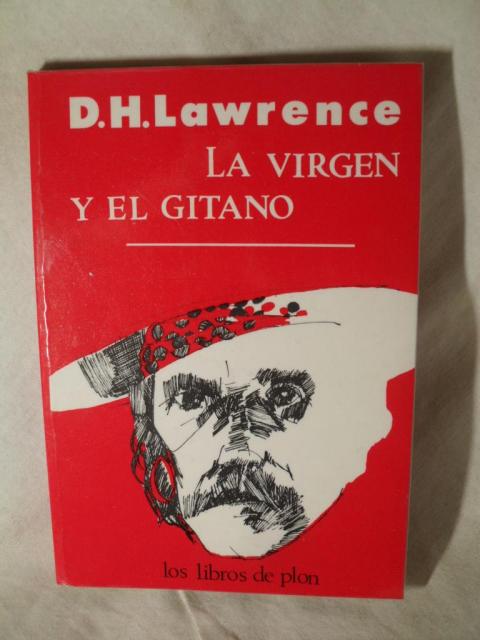 D.H.Lawrence
LA VIRGEN
Y EL GITANO
los libros de plon